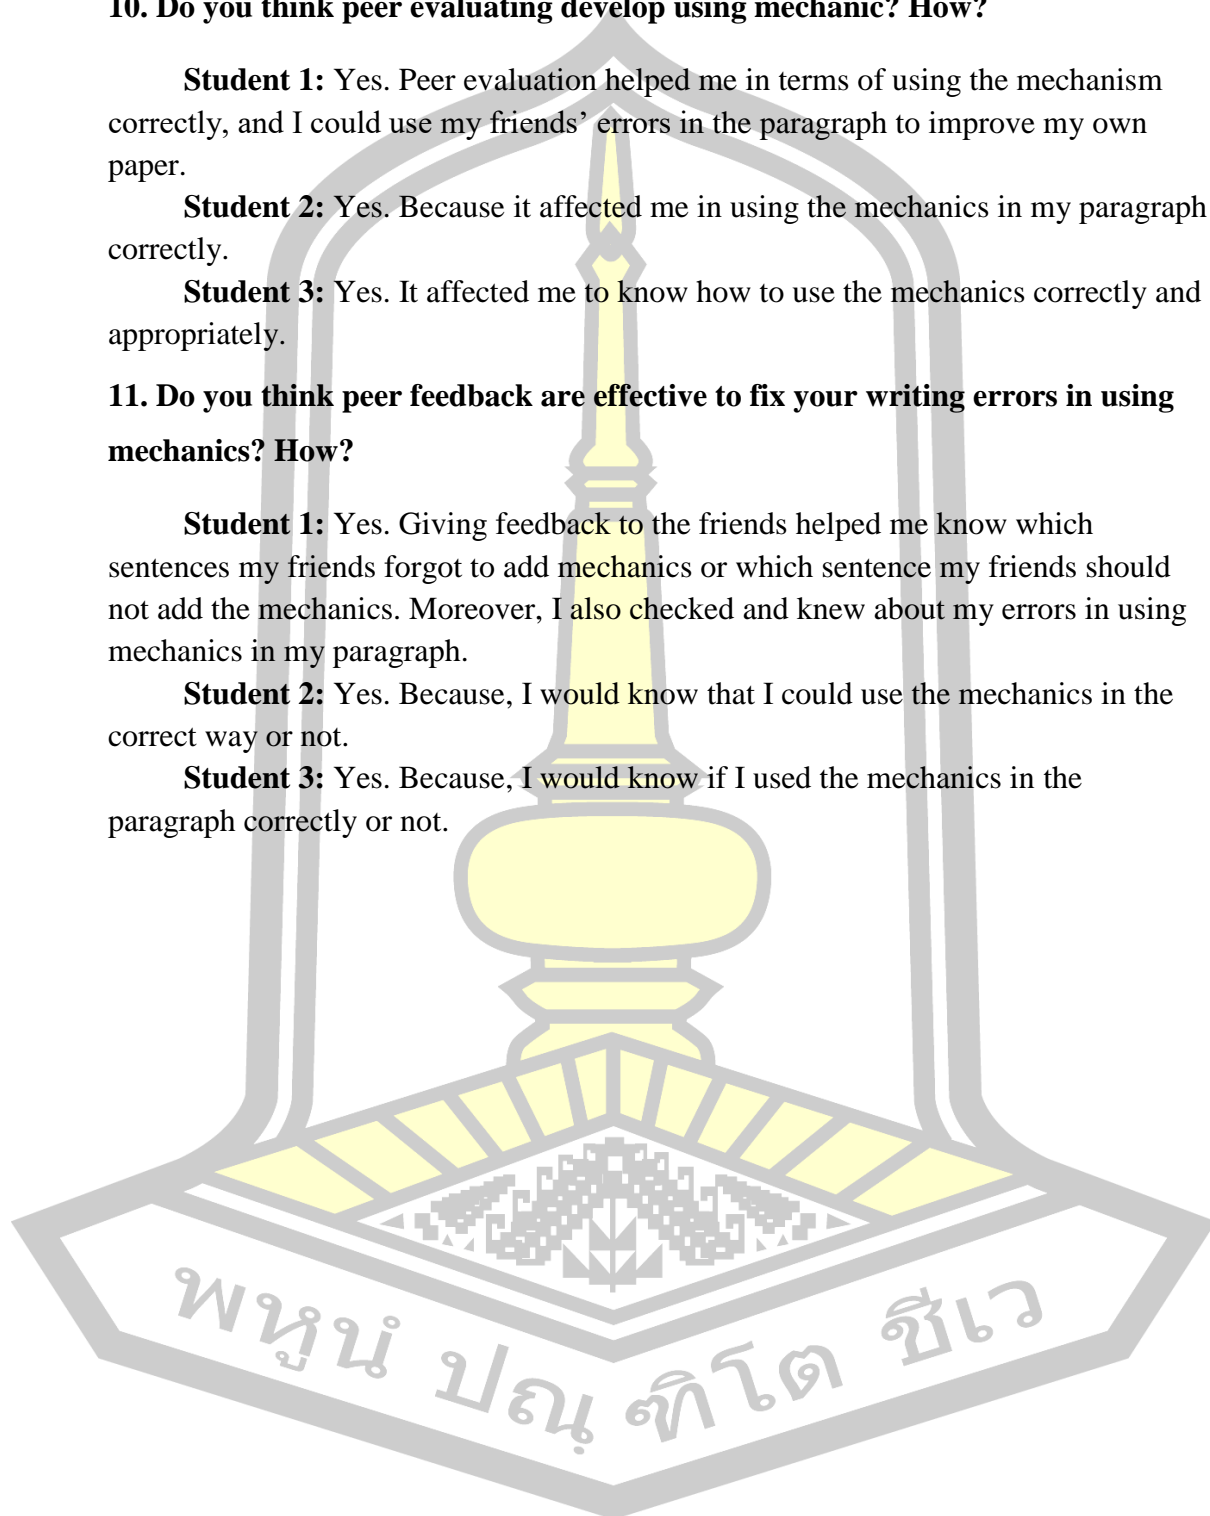 10. Do you think peer evaluating develop using mechanic? How?
Student 1: Yes. Peer evaluation helped me in terms of using the mechanism
correctly, and I could use my friends’ errors in the paragraph to improve my own
paper.
Student 2: Yes. Because it affected me in using the mechanics in my paragraph
correctly.
Student 3: Yes. It affected me to know how to use the mechanics correctly and
appropriately.
11. Do you think peer feedback are effective to fix your writing errors in using
mechanics? How?
Student 1: Yes. Giving feedback to the friends helped me know which
sentences my friends forgot to add mechanics or which sentence my friends should
not add the mechanics. Moreover, I also checked and knew about my errors in using
mechanics in my paragraph.
Student 2: Yes. Because, I would know that I could use the mechanics in the
correct way or not.
Student 3: Yes. Because, I would know if I used the mechanics in the
paragraph correctly or not.
พหูนํ ปณฺ ฑิโต ชีเว